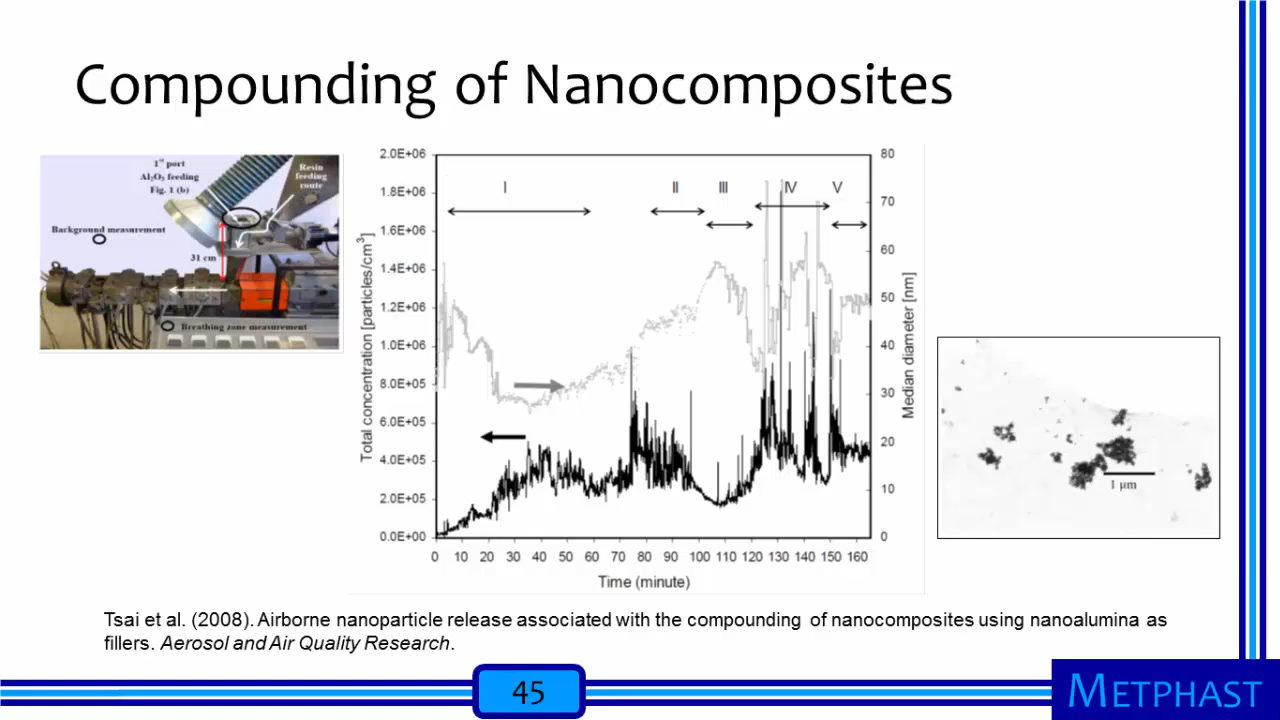 Compounding of Nanocomposites
1st port
Al2O3 feeding
Fig. 1 (b)
Resin
feeding
route
Background measurement
31 cm
Breathing zone measurement
Total concentration [particles/cm3]
2.0E+06
1.8E+06
1.6E+06
1.4E+06
1.2E+06
1.0E+06
8.0E+05
6.0E+05
4.0E+05
2.0E+05
0.0E+00
I
II
III
IV
V
80
70
60
50
40
30
20
10
0
Median diameter [nm]
0 10 20 30 40 50 60 70 80 90 100 110 120 130 140 150 160
Time (minute)
1 μm
Tsai et al. (2008). Airborne nanoparticle release associated with the compounding of nanocomposites using nanoalumina as
fillers. Aerosol and Air Quality Research.
45
METPHAST